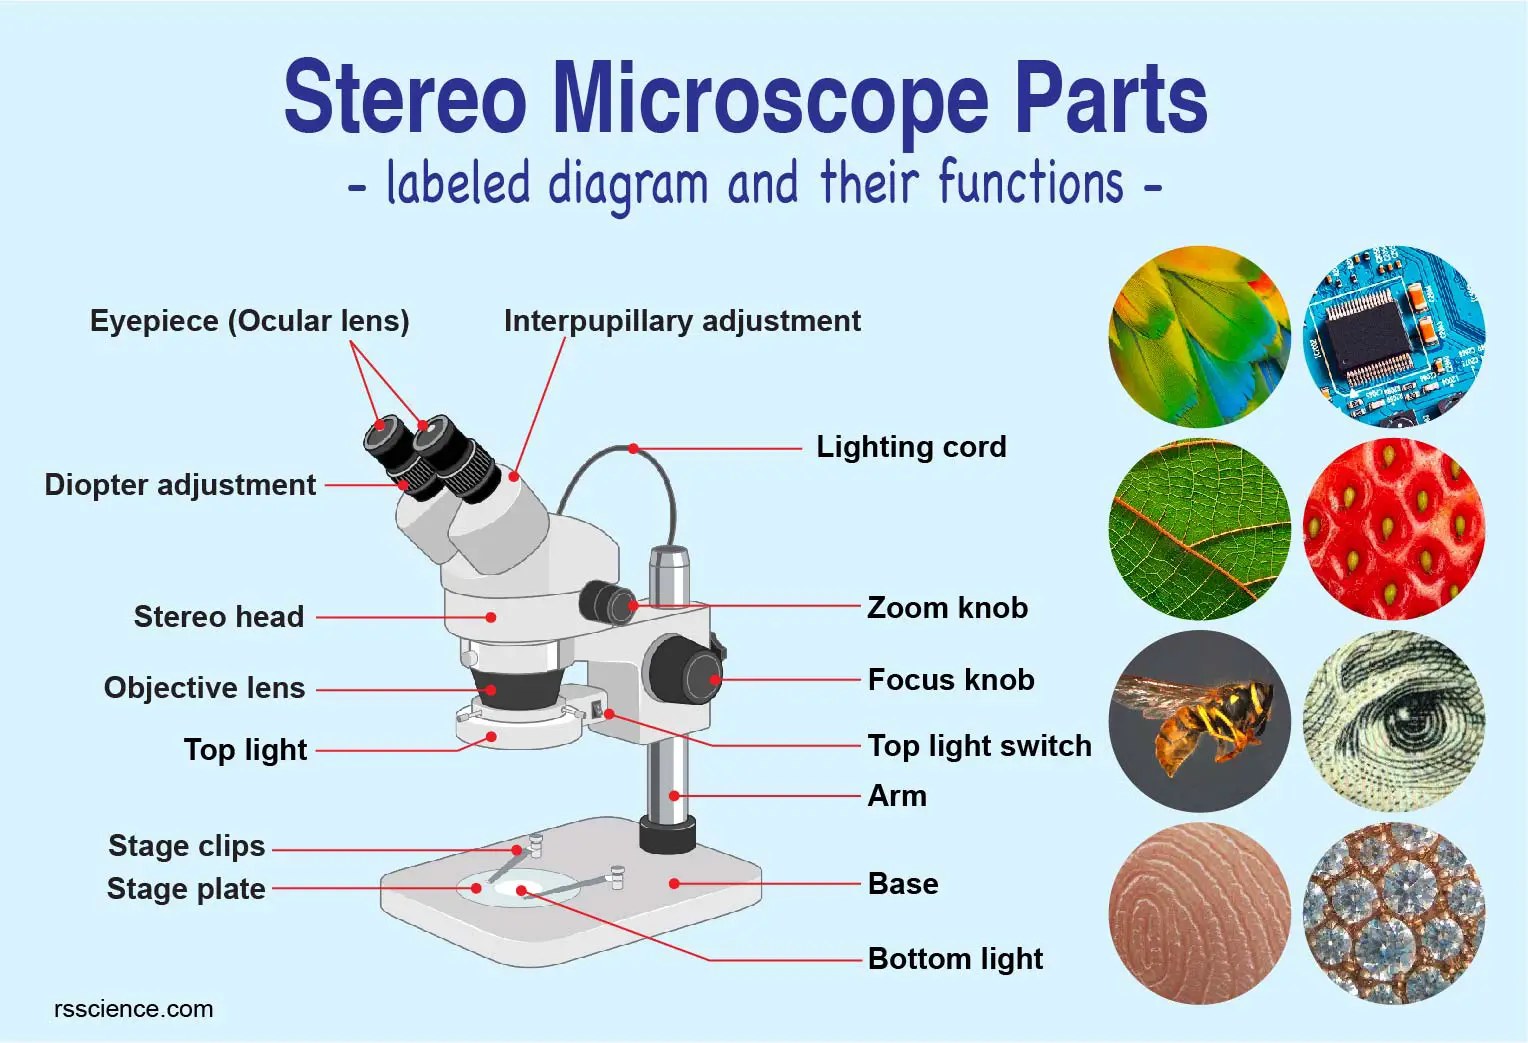 Stereo Microscope Parts
- labeled diagram and their functions -
Eyepiece (Ocular lens)
Interpupillary adjustment
Lighting cord
Diopter adjustment
Stereo head
Zoom knob
Objective lens
Focus knob
Top light
Top light switch
Arm
Stage clips
Stage plate
Base
Bottom light
rsscience.com
IC702